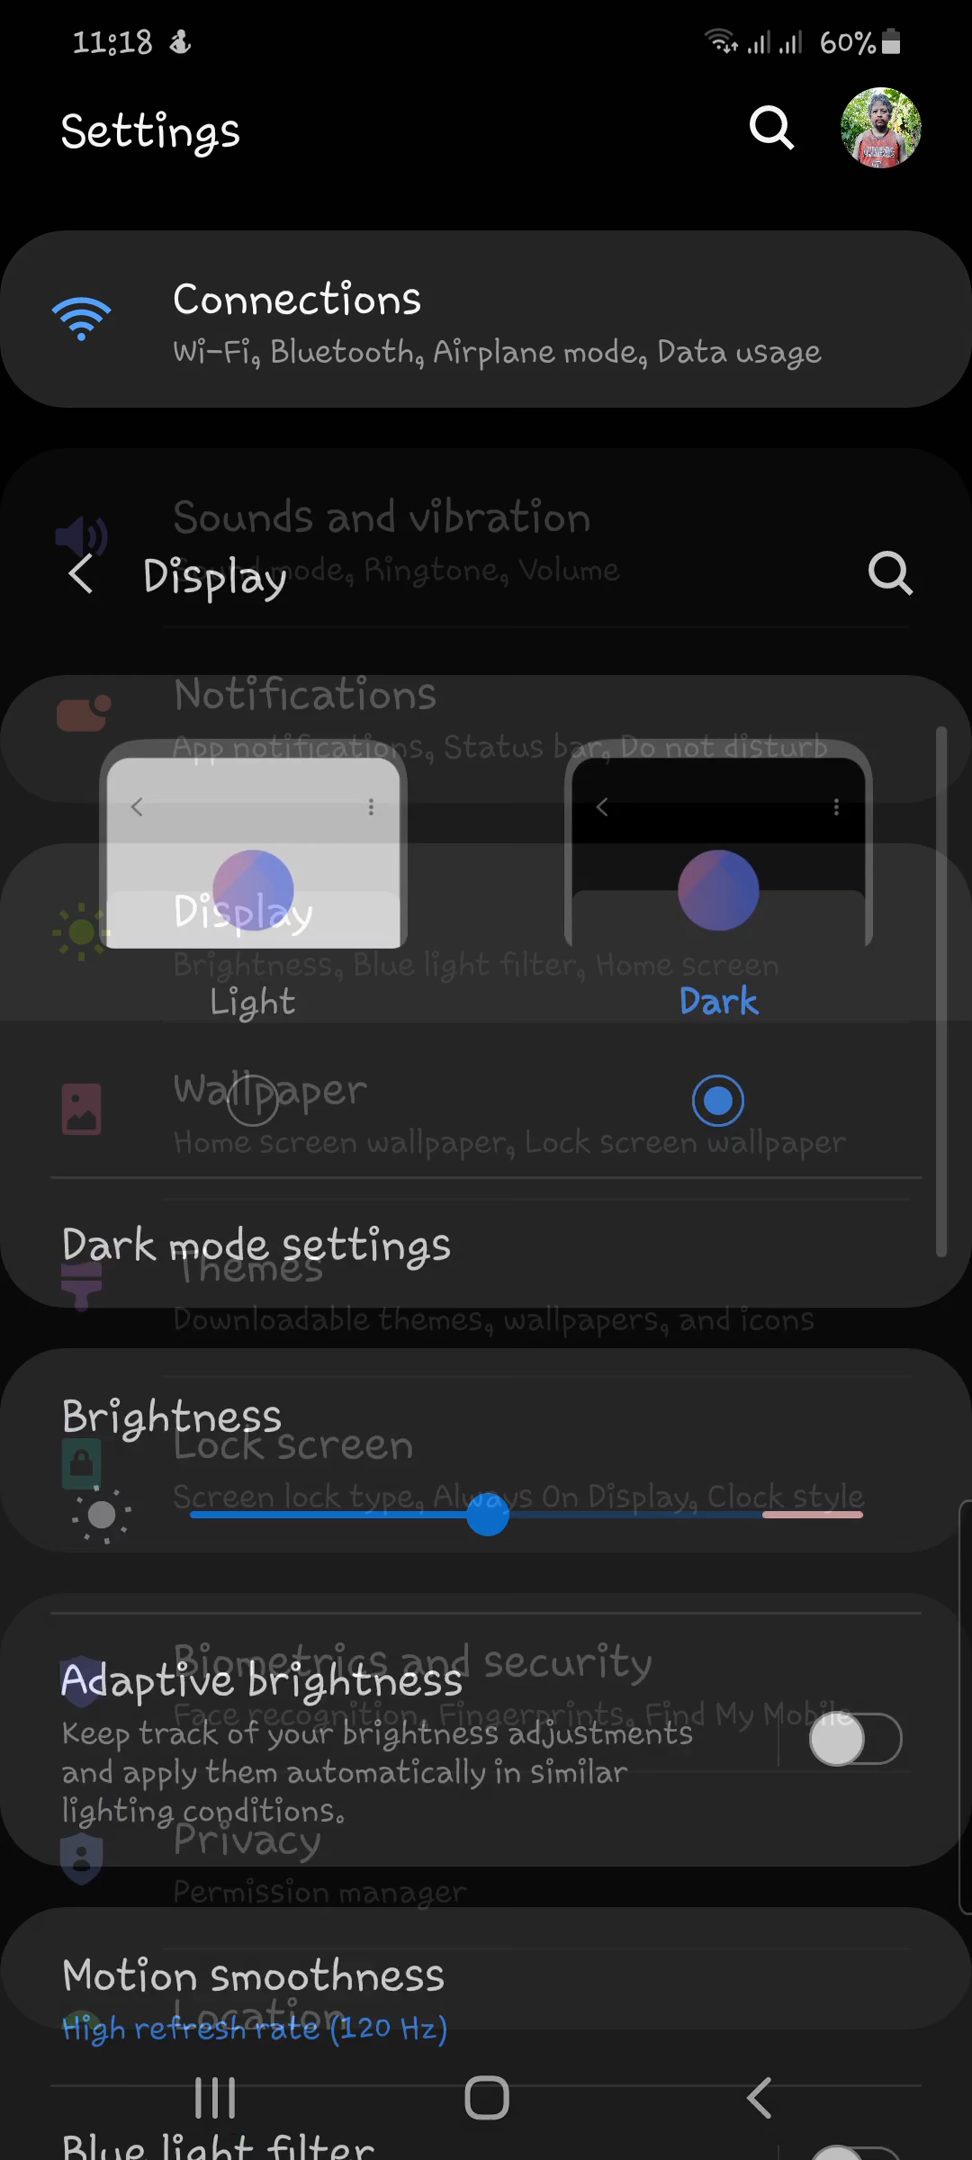 11:18
60%
Settings
Connections
Wi-Fi, Bluetooth, Airplane mode, Data usage
Sounds and vibration
mode, Ringtone, Volume
Display
Notifications
App notifications, Status bar, Do not disturb
Display
Brightness, Blue light filter, Home screen
Light
Dark
Wallpaper
Home screen wallpaper, Lock screen wallpaper
Dark mode settings
Themes
Downloadable themes, wallpapers, and icons
Brightness
Lock screen
Screen lock type, Always On Display, Clock style
Biometrics and security
Adaptive brightness
Face recognition, Fingerprints, Find My Mobile
Keep track of your brightness adjustments
and apply them automatically in similar
lighting conditions.
Privacy
Permission manager
Motion smoothness
Location
High refresh rate (120 Hz)
Blue light filter